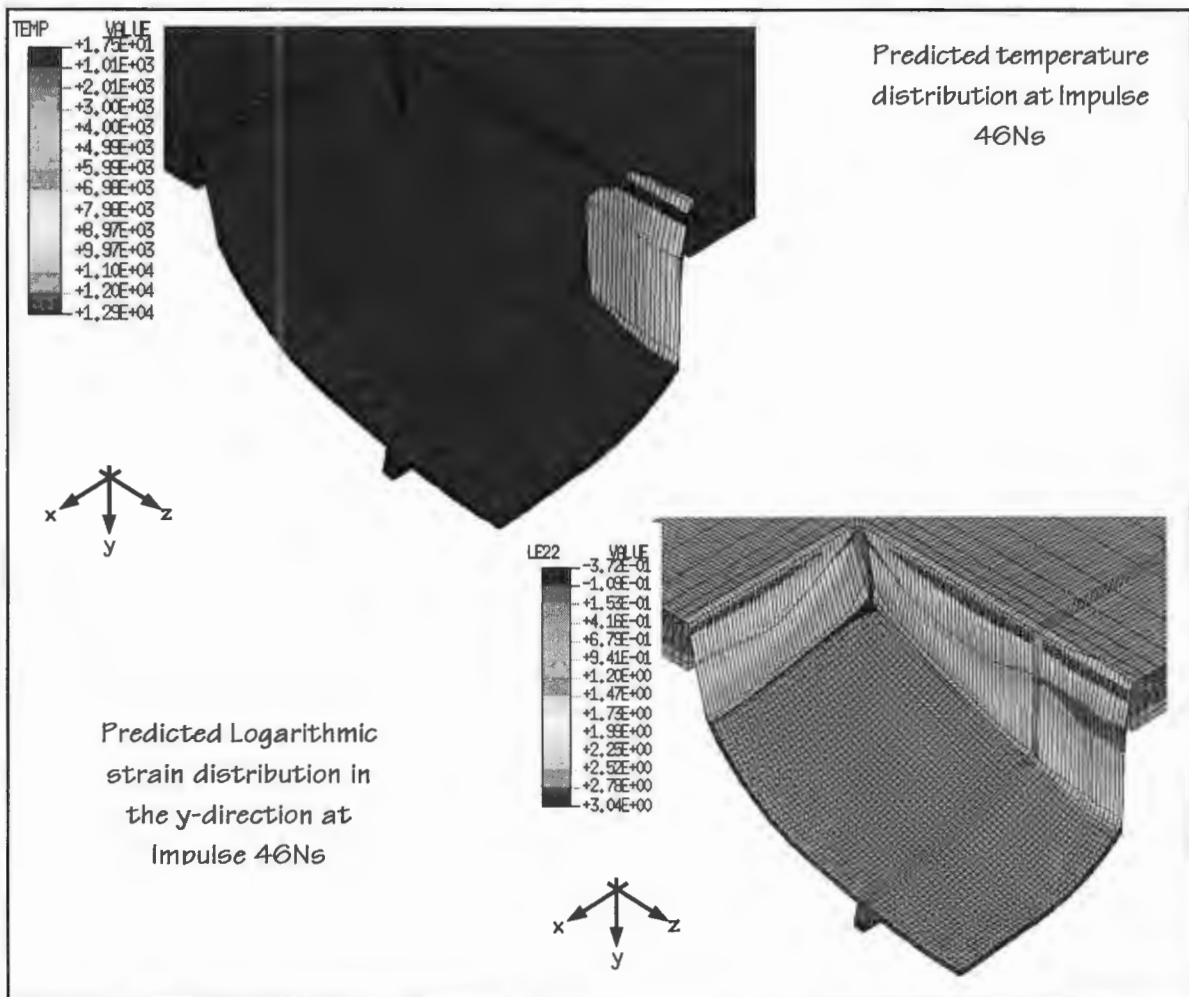 TEMP VALUE
+1.75E+01
+1.01E+03
+2.01E+03
+3.00E+03
+4.00E+03
+4.99E+03
+5.99E+03
+6.98E+03
+7.98E+03
+8.97E+03
+9.97E+03
+1.10E+04
+1.20E+04
+1.29E+04
Predicted temperature
distribution at Impulse
46Ns
x
y
z
LE22 VALUE
-3.72E-01
-1.09E-01
+1.53E-01
+4.16E-01
+6.79E-01
+9.41E-01
+1.20E+00
+1.47E+00
+1.73E+00
+1.99E+00
+2.25E+00
+2.52E+00
+2.78E+00
+3.04E+00
Predicted Logarithmic
strain distribution in
the y-direction at
Impulse 46Ns
x
y
z